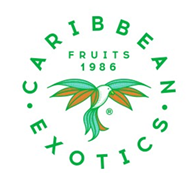 CARIBBEAN
FRUITS
1986
®
· EXOTICS ·